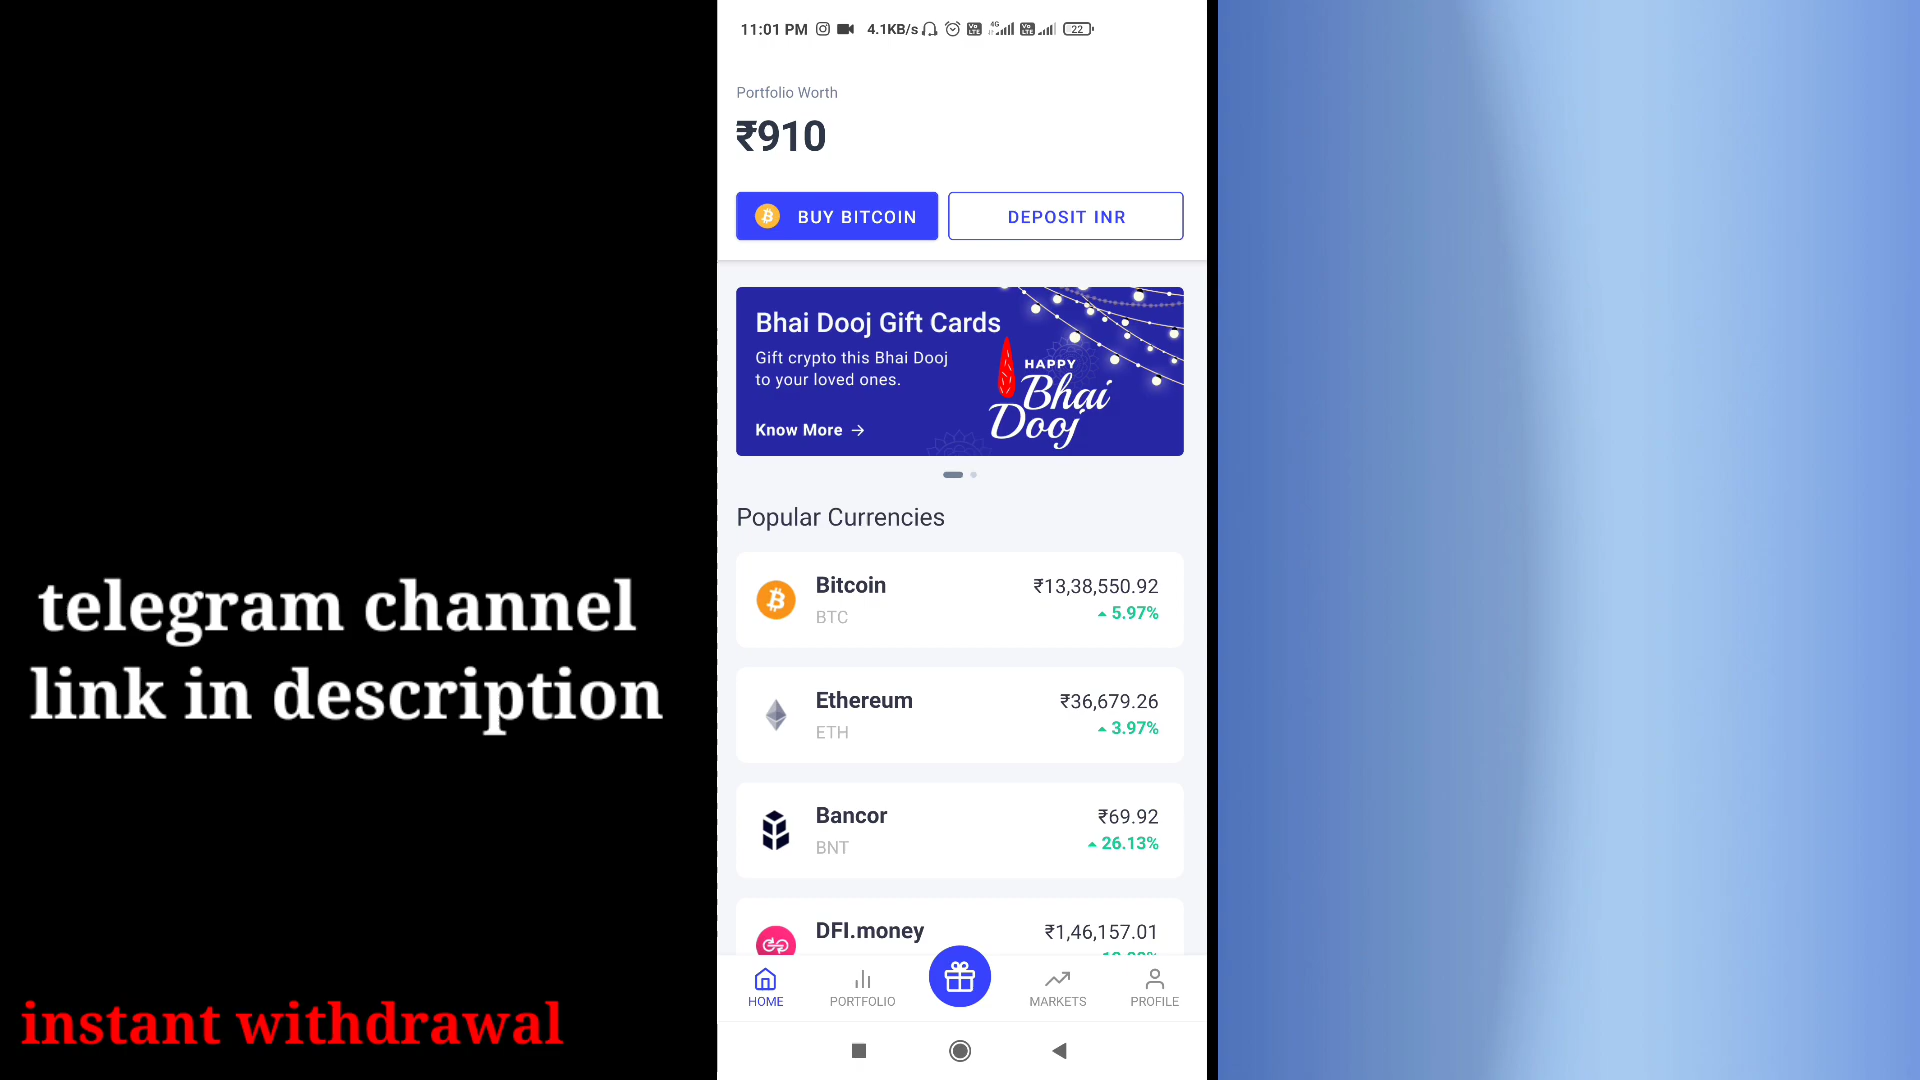 11:01 PM 4.1KB/s 4G 22
Portfolio Worth
₹910
BUY BITCOIN
DEPOSIT INR
Bhai Dooj Gift Cards
Gift crypto this Bhai Dooj
to your loved ones.
Know More →
HAPPY
Bhai
Dooj
Popular Currencies
Bitcoin ₹13,38,550.92
BTC 5.97%
Ethereum ₹36,679.26
ETH 3.97%
Bancor ₹69.92
BNT 26.13%
DFI.money ₹1,46,157.01
HOME PORTFOLIO MARKETS PROFILE
telegram channel
link in description
instant withdrawal